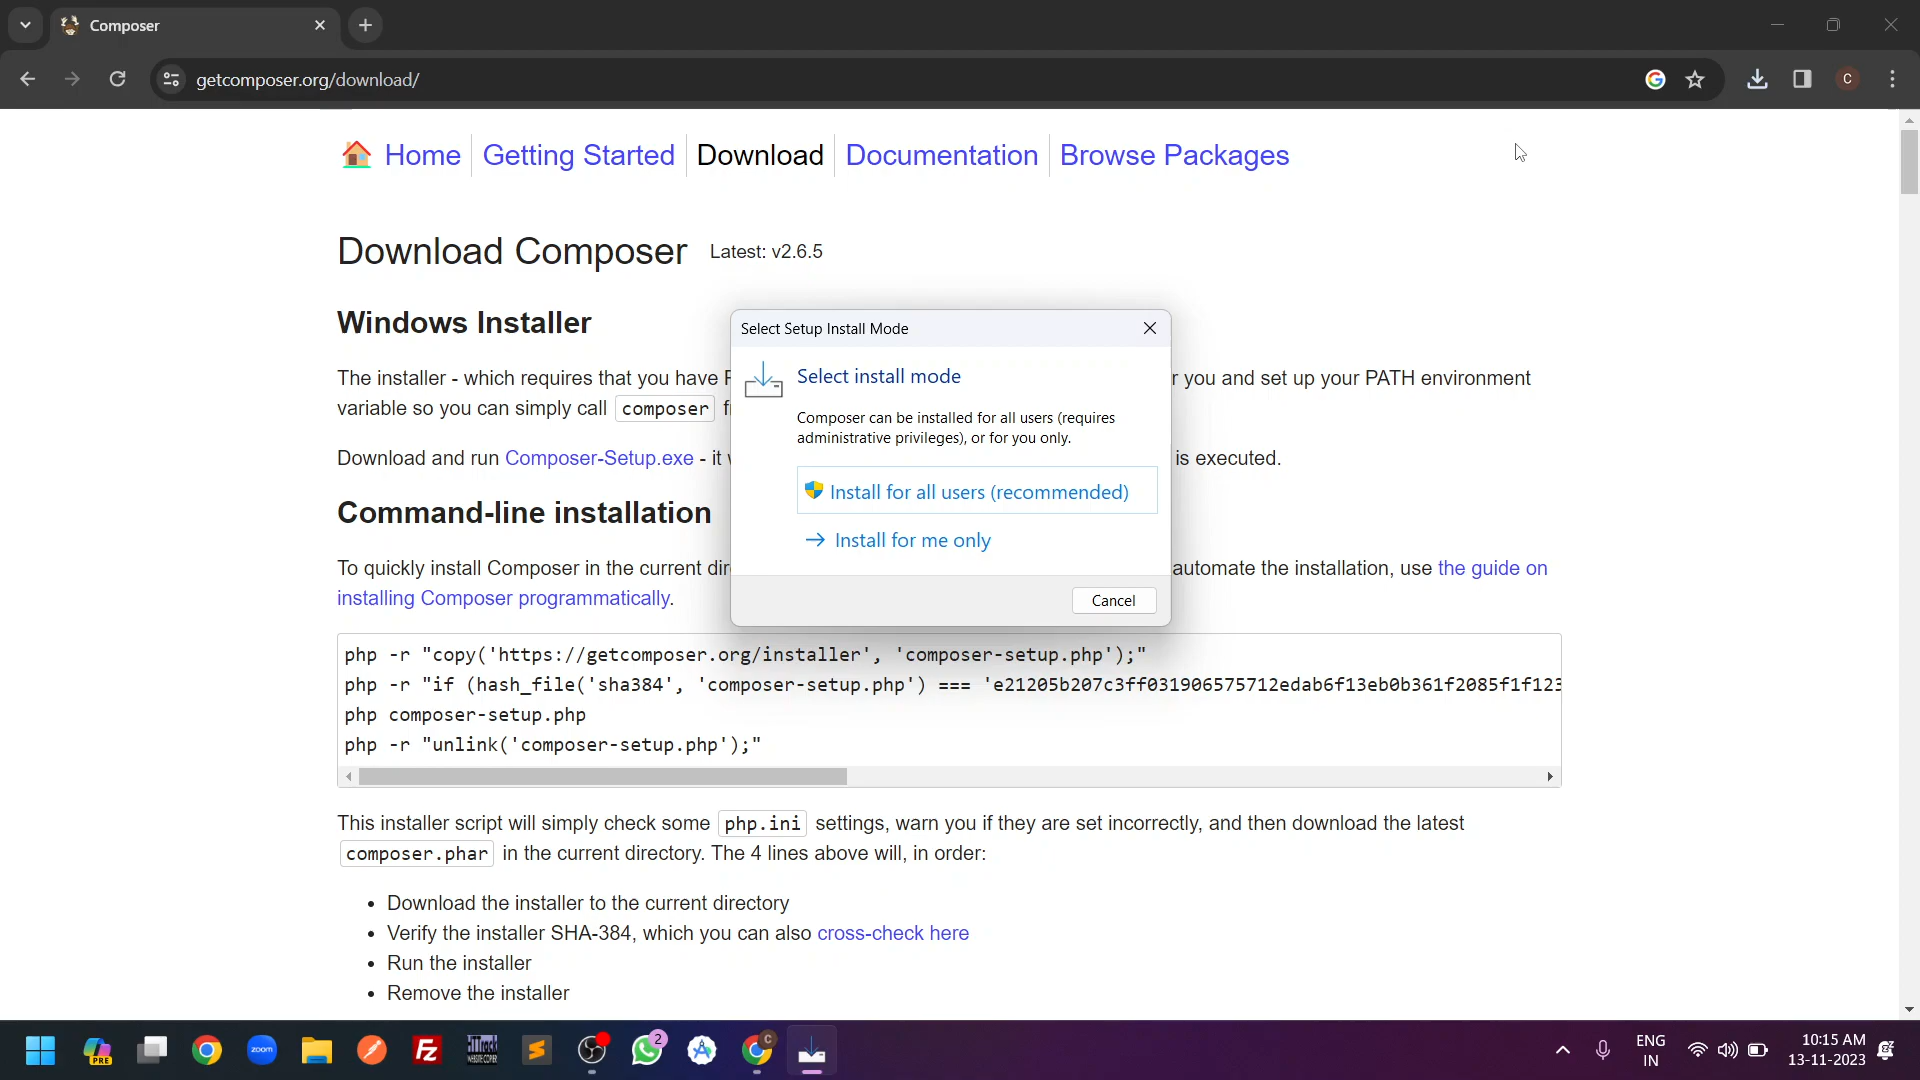 Composer
getcomposer.org/download/
C
Home
Getting Started
Download
Documentation
Browse Packages
Download Composer Latest: v2.6.5
Windows Installer
The installer - which requires that you have
r you and set up your PATH environment
variable so you can simply call composer
Download and run Composer-Setup.exe - it
is executed.
Command-line installation
To quickly install Composer in the current
automate the installation, use the guide on
installing Composer programmatically.
Select Setup Install Mode
Select install mode
Composer can be installed for all users (requires
administrative privileges), or for you only.
Install for all users (recommended)
Install for me only
Cancel
php -r "copy('https://getcomposer.org/installer', 'composer-setup.php');"
php -r "if (hash_file('sha384', 'composer-setup.php') === 'e21205b207c3ff031906575712edab6f13eb0b361f2085f1f123
php composer-setup.php
php -r "unlink('composer-setup.php');"
This installer script will simply check some php.ini settings, warn you if they are set incorrectly, and then download the latest
composer.phar in the current directory. The 4 lines above will, in order:
• Download the installer to the current directory
• Verify the installer SHA-384, which you can also cross-check here
• Run the installer
• Remove the installer
PRE
zoom
Fz
2
C
ENG
IN
10:15 AM
13-11-2023